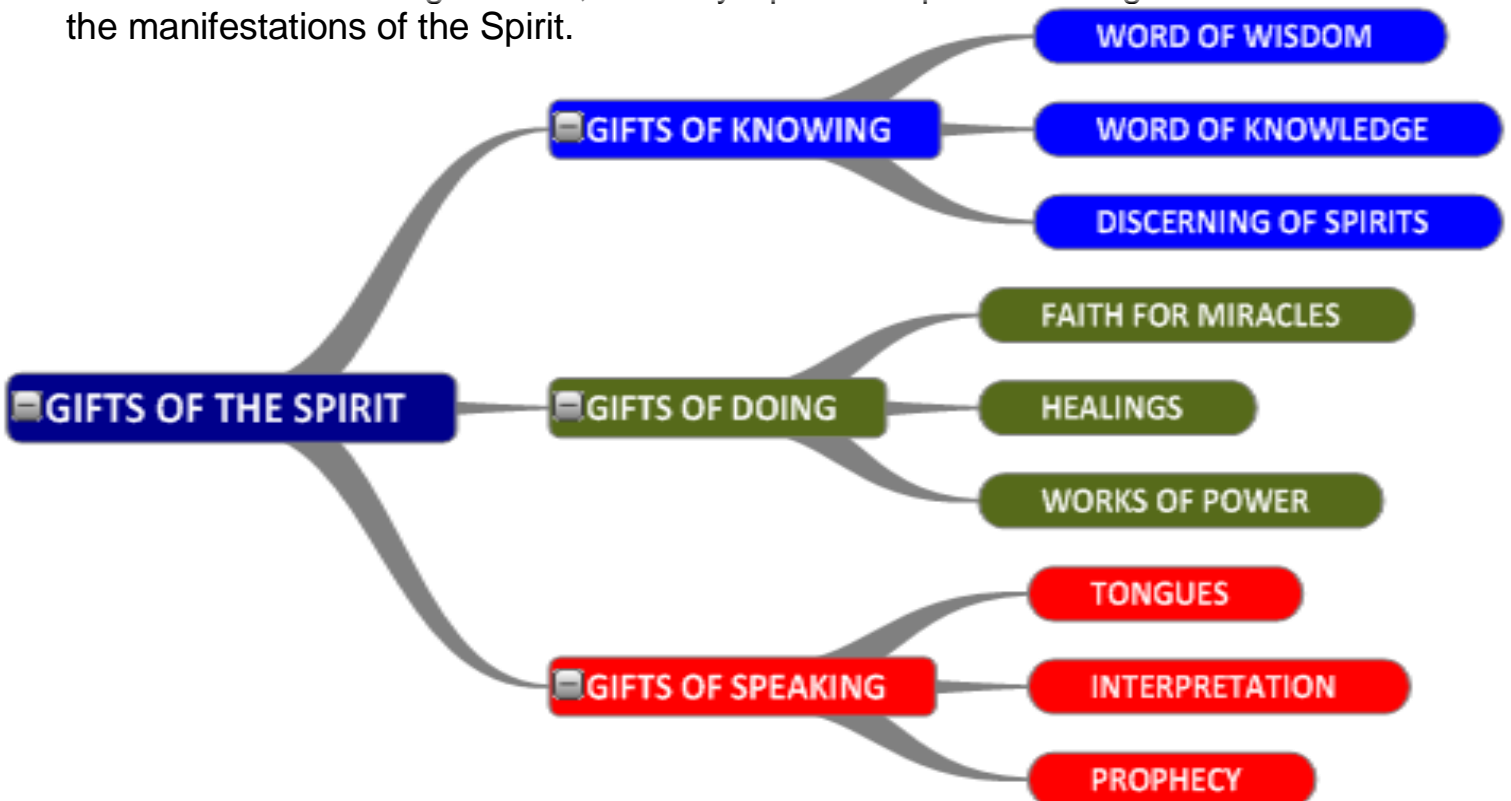 the manifestations of the Spirit.
WORD OF WISDOM
GIFTS OF KNOWING
WORD OF KNOWLEDGE
DISCERNING OF SPIRITS
FAITH FOR MIRACLES
GIFTS OF THE SPIRIT
GIFTS OF DOING
HEALINGS
WORKS OF POWER
TONGUES
GIFTS OF SPEAKING
INTERPRETATION
PROPHECY